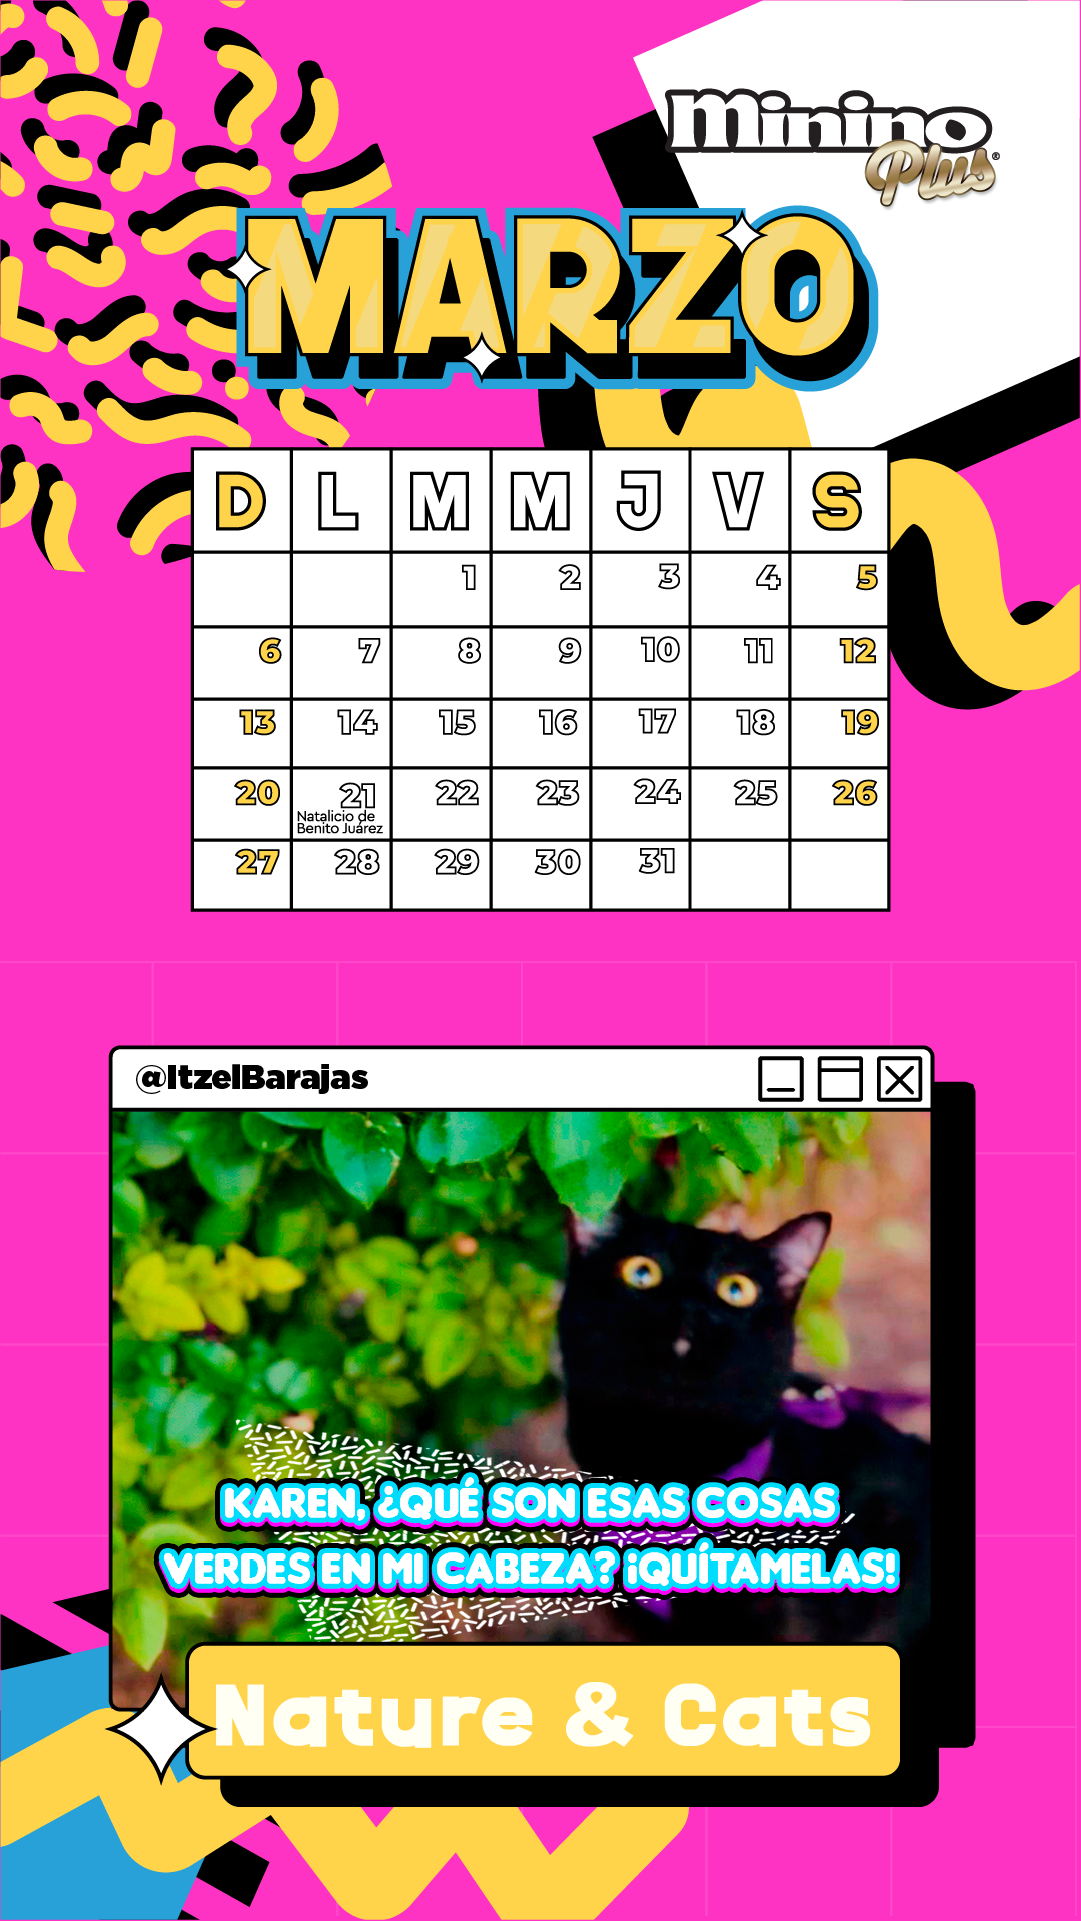 Minino
Plus®
MARZO
D L M M J V S
1 2 3 4 5
6 7 8 9 10 11 12
13 14 15 16 17 18 19
20 21 22 23 24 25 26
Natalicio de
Benito Juárez
27 28 29 30 31
@ItzelBarajas
KAREN, ¿QUÉ SON ESAS COSAS
VERDES EN MI CABEZA? ¡QUÍTAMELAS!
Nature & Cats